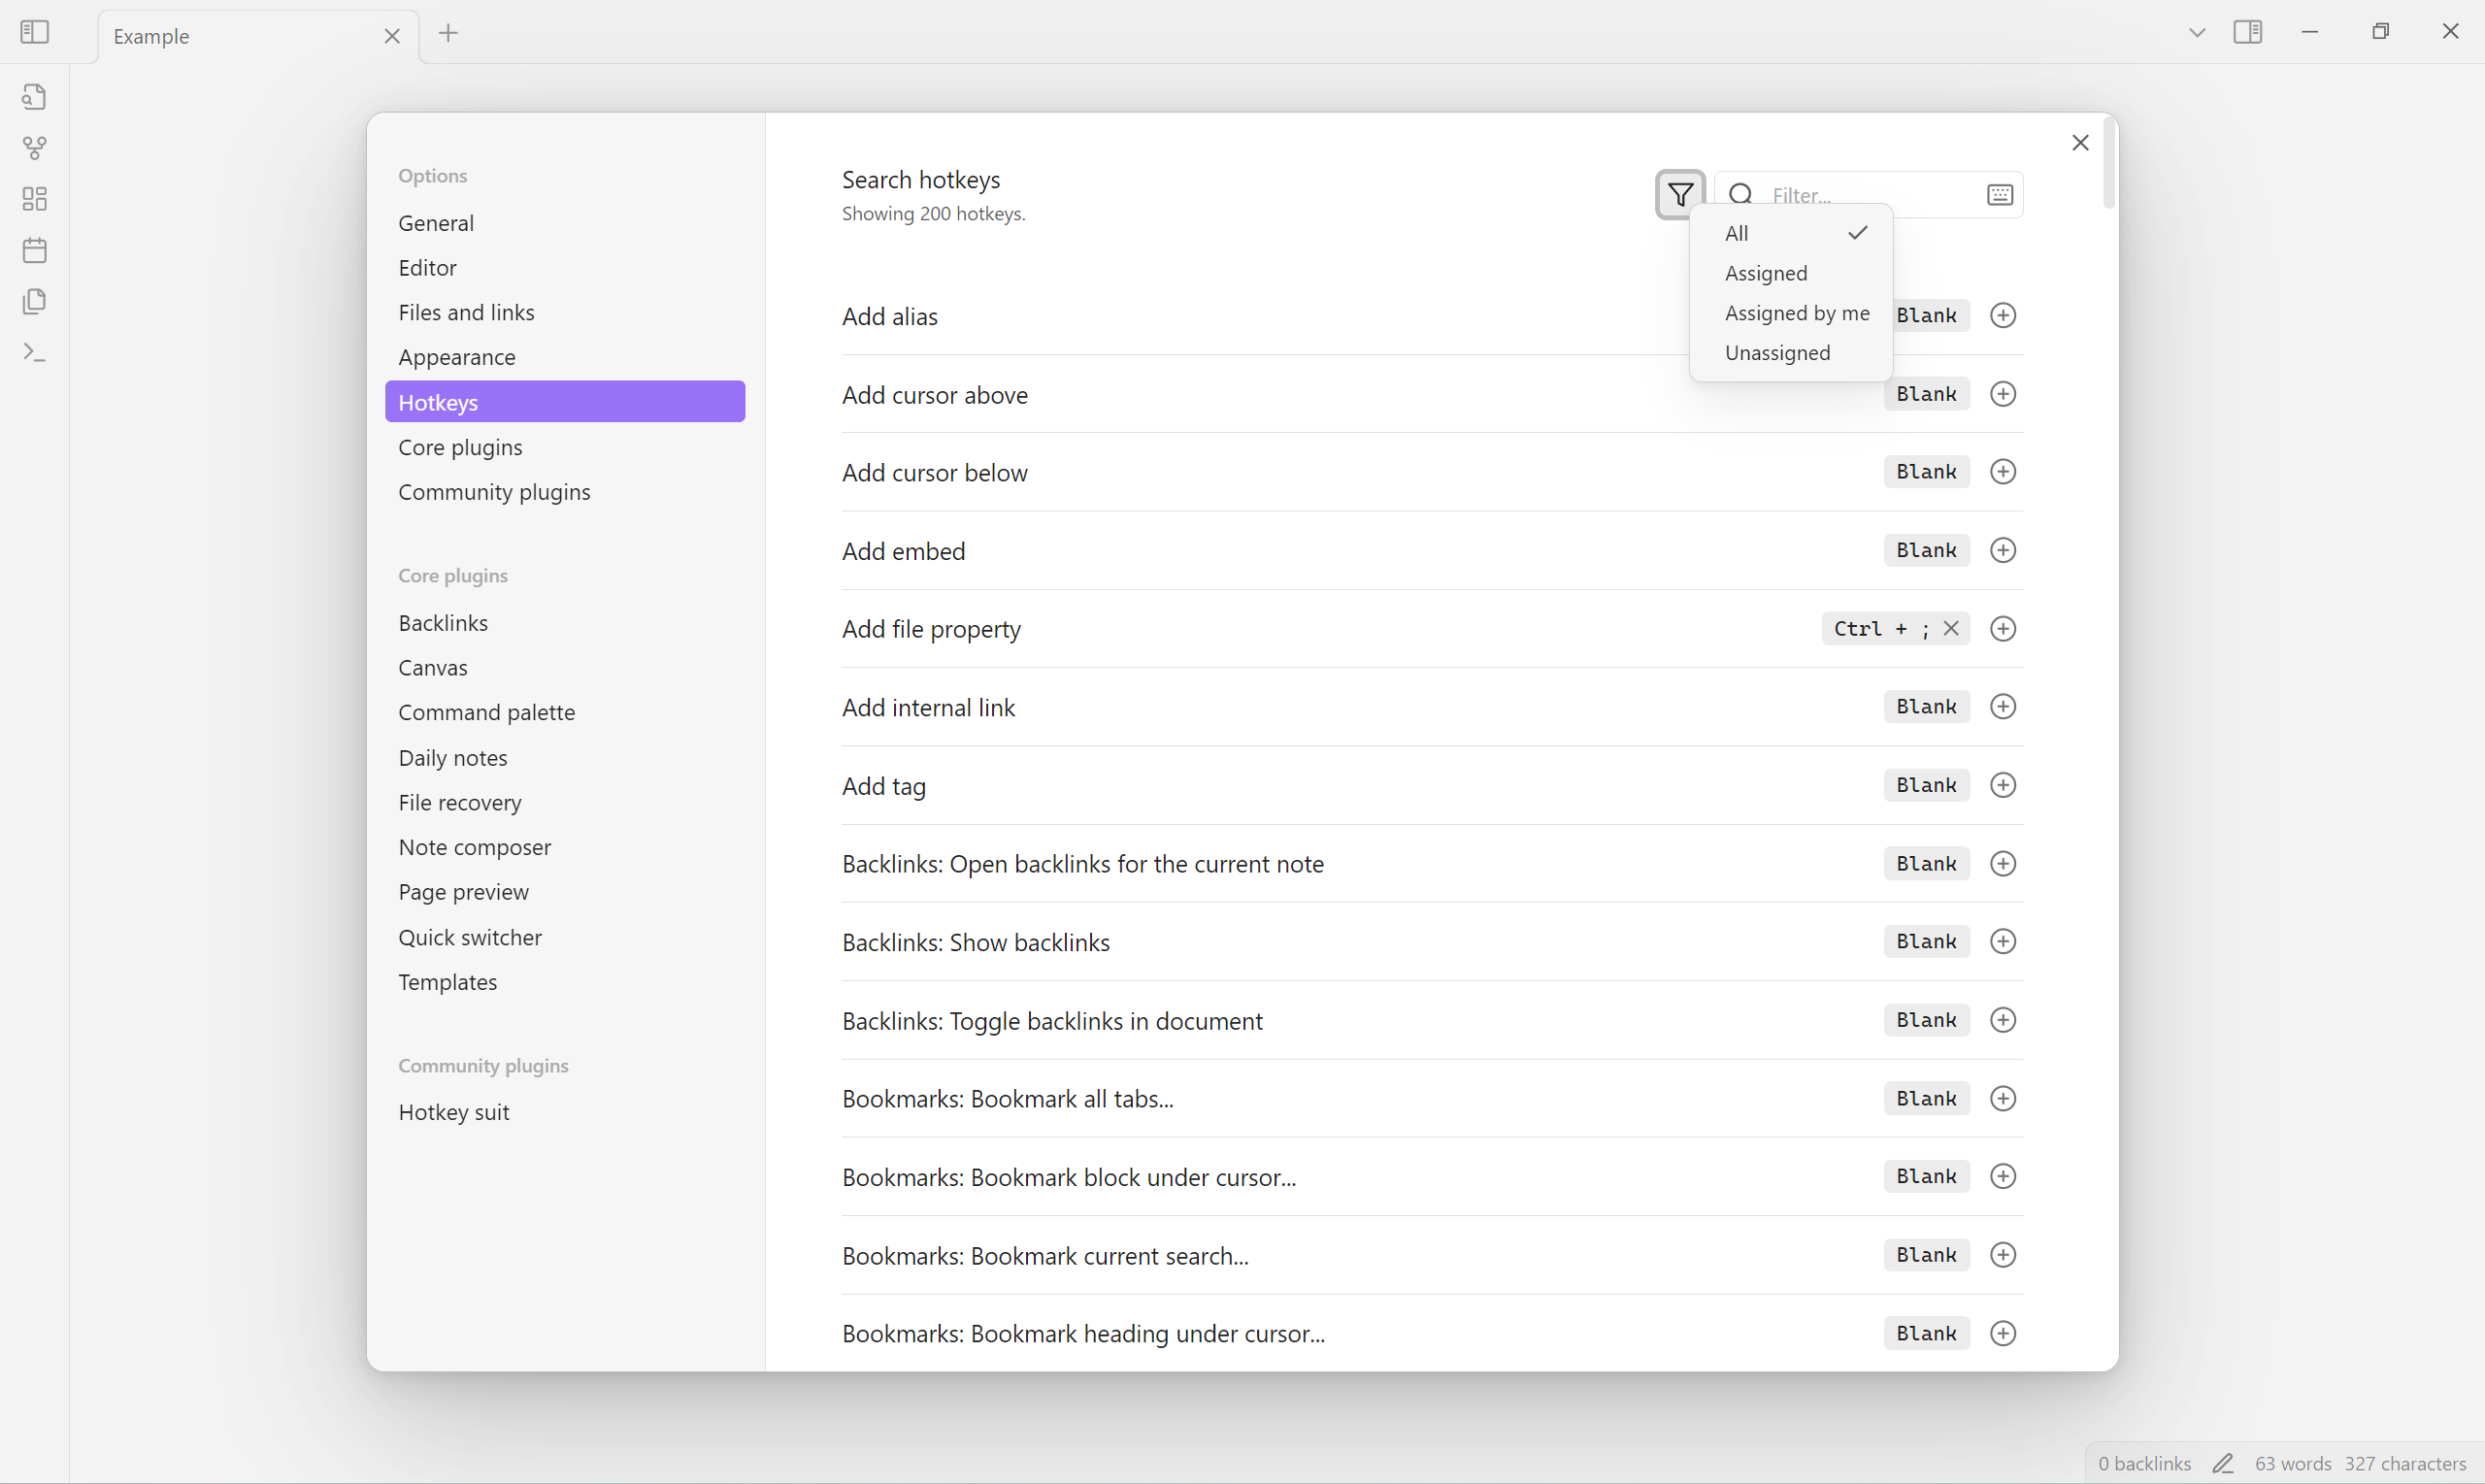 Example
Options
General
Editor
Files and links
Appearance
Hotkeys
Core plugins
Community plugins
Core plugins
Backlinks
Canvas
Command palette
Daily notes
File recovery
Note composer
Page preview
Quick switcher
Templates
Community plugins
Hotkey suit
Search hotkeys
Showing 200 hotkeys.
Filter...
All
Assigned
Assigned by me
Unassigned
Add alias Blank
Add cursor above Blank
Add cursor below Blank
Add embed Blank
Add file property Ctrl + ;
Add internal link Blank
Add tag Blank
Backlinks: Open backlinks for the current note Blank
Backlinks: Show backlinks Blank
Backlinks: Toggle backlinks in document Blank
Bookmarks: Bookmark all tabs... Blank
Bookmarks: Bookmark block under cursor... Blank
Bookmarks: Bookmark current search... Blank
Bookmarks: Bookmark heading under cursor... Blank
0 backlinks 63 words 327 characters